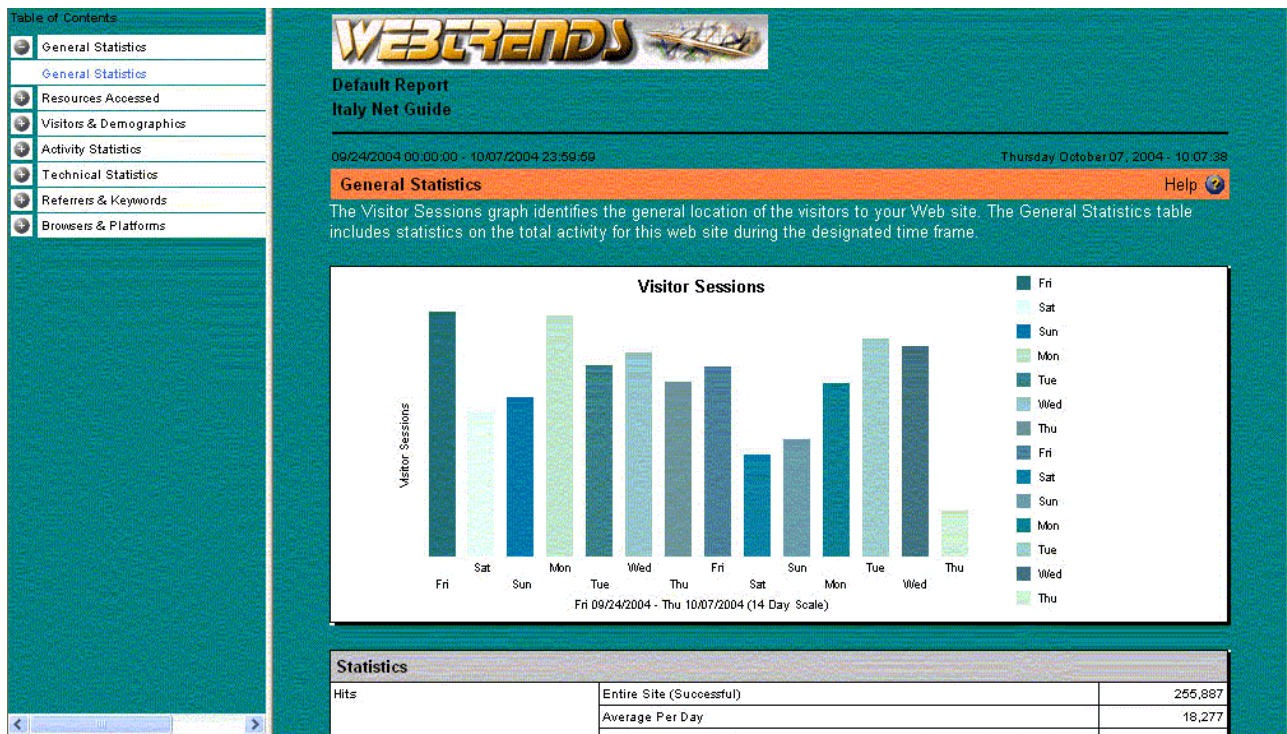 Table of Contents
General Statistics
General Statistics
Resources Accessed
Visitors & Demographics
Activity Statistics
Technical Statistics
Referrers & Keywords
Browsers & Platforms
WEBTRENDS
Default Report
Italy Net Guide
09/24/2004 00:00:00 - 10/07/2004 23:59:59
Thursday October 07, 2004 - 10:07:38
General Statistics
Help ?
The Visitor Sessions graph identifies the general location of the visitors to your Web site. The General Statistics table
includes statistics on the total activity for this web site during the designated time frame.
Visitor Sessions
Visitor Sessions
Sat Mon Wed Fri Sun Tue Thu
Fri Sun Tue Thu Sat Mon Wed
Fri 09/24/2004 - Thu 10/07/2004 (14 Day Scale)
Fri
Sat
Sun
Mon
Tue
Wed
Thu
Fri
Sat
Sun
Mon
Tue
Wed
Thu
Statistics
Hits Entire Site (Successful) 255,887
Average Per Day 18,277